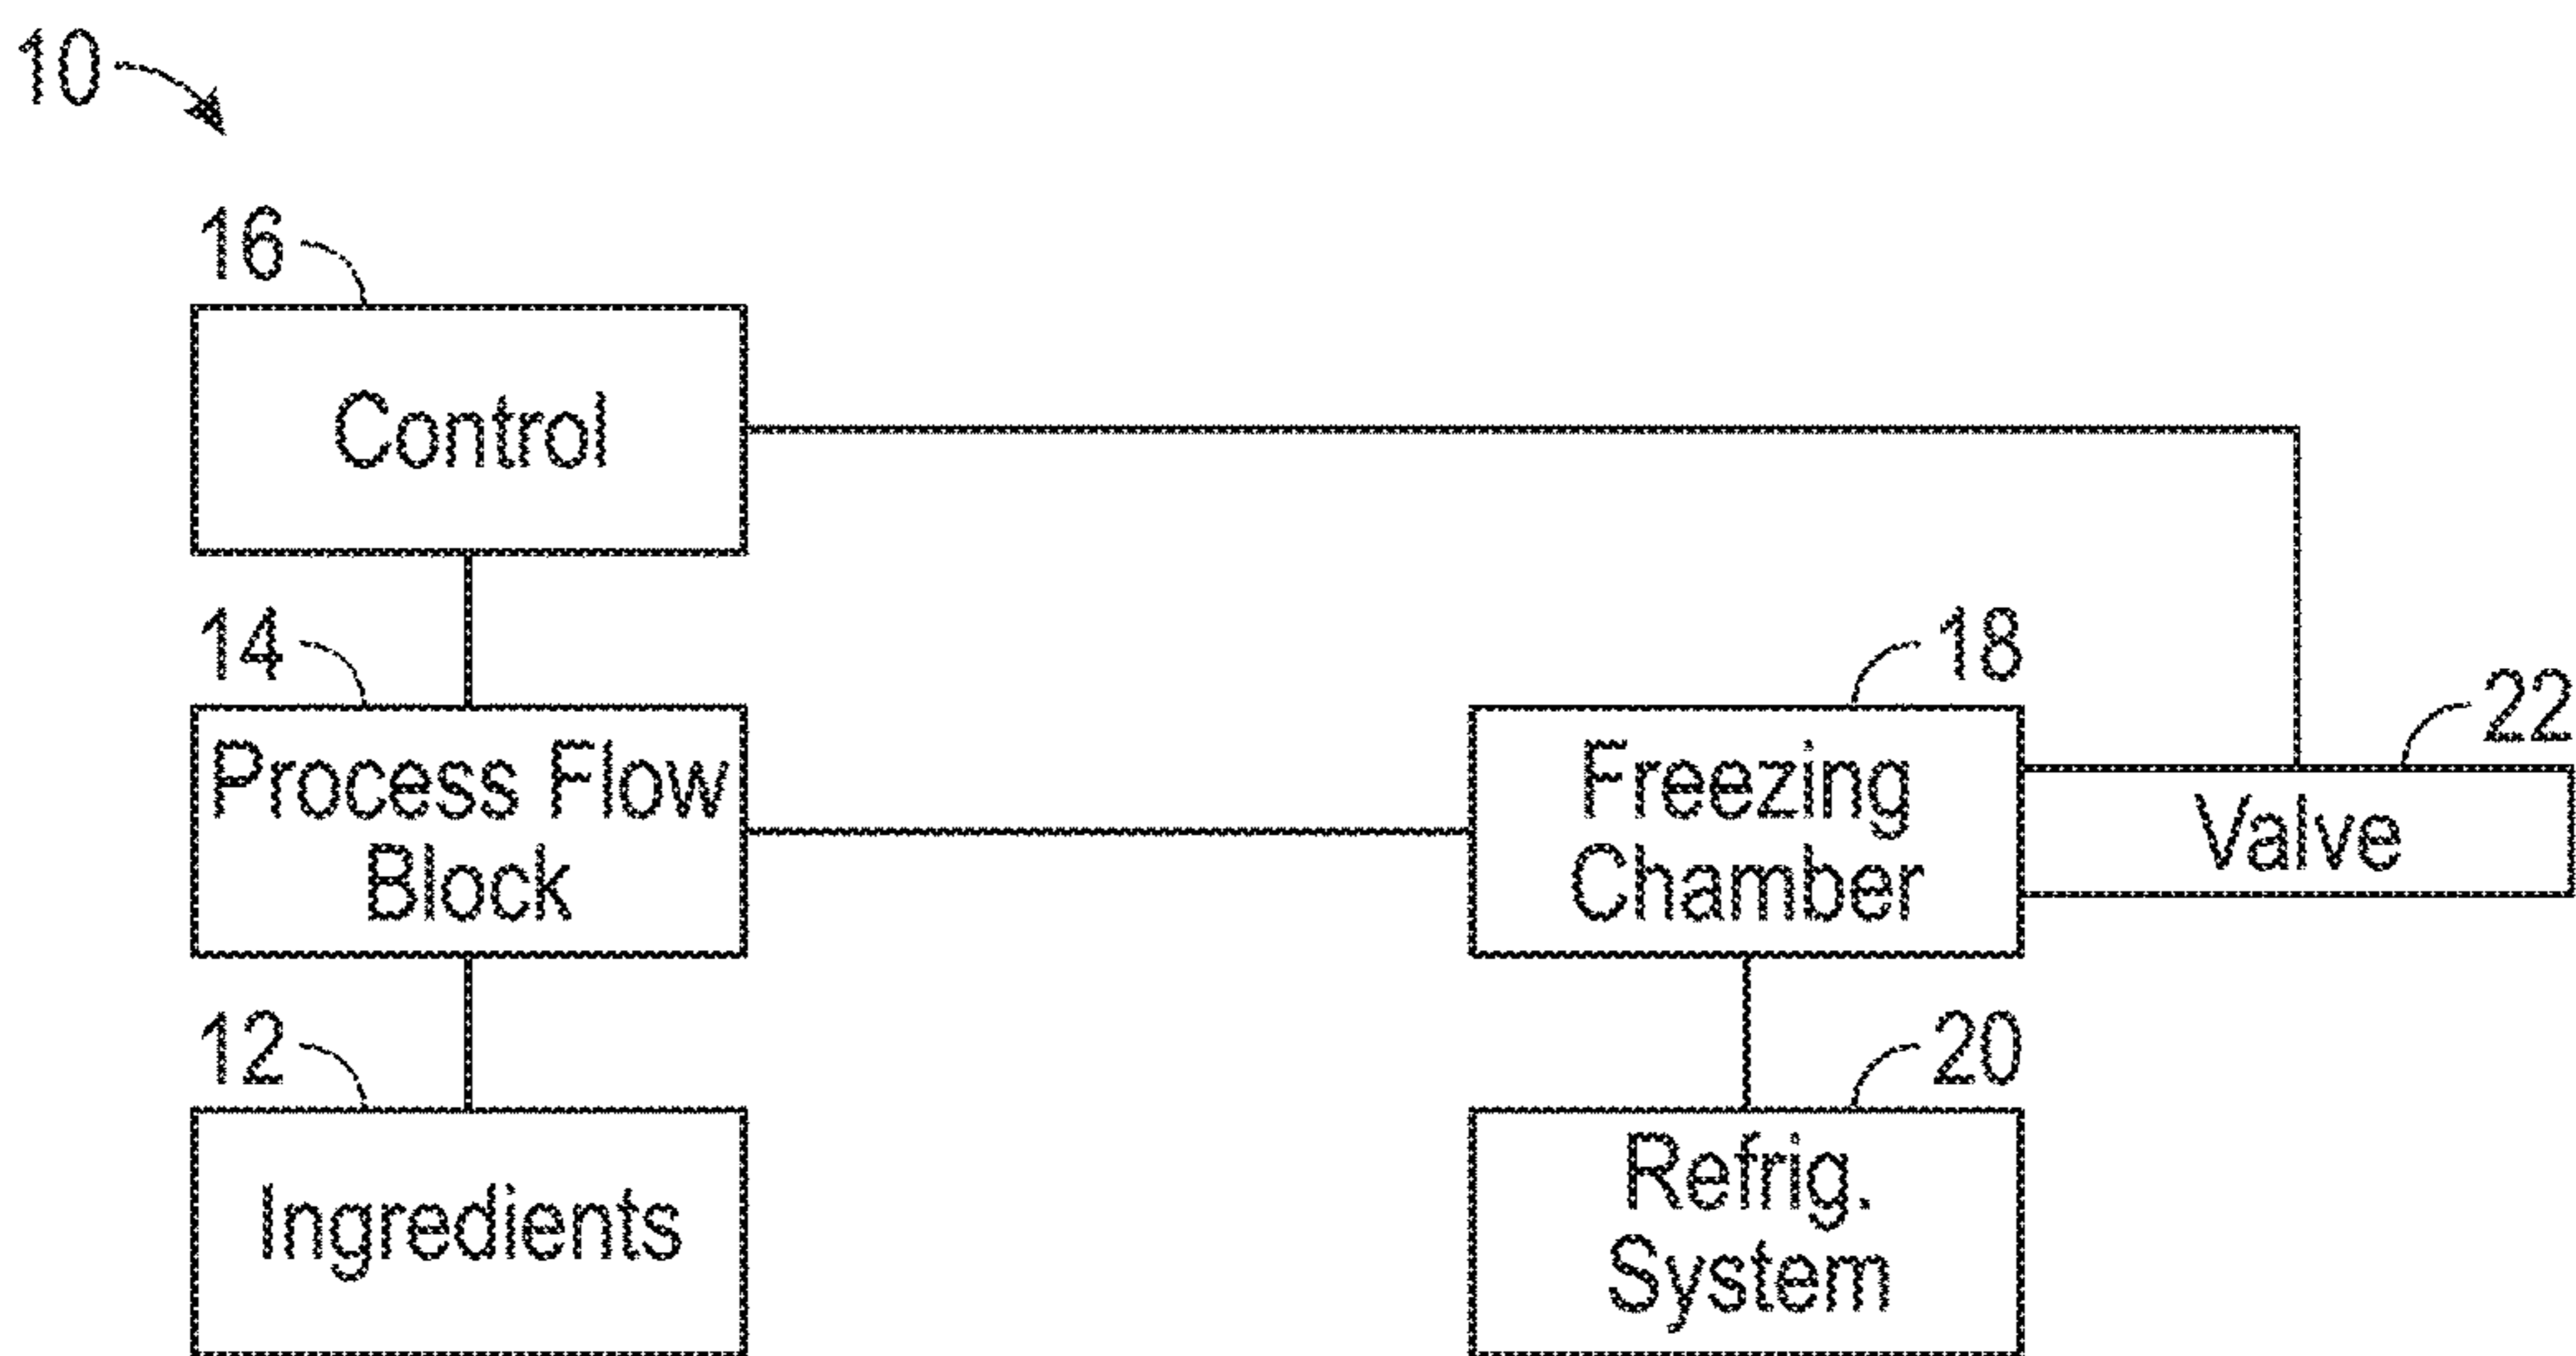 10
16
Control
14
Process Flow
Block
18
Freezing
Chamber
22
Valve
12
Ingredients
20
Refrig.
System